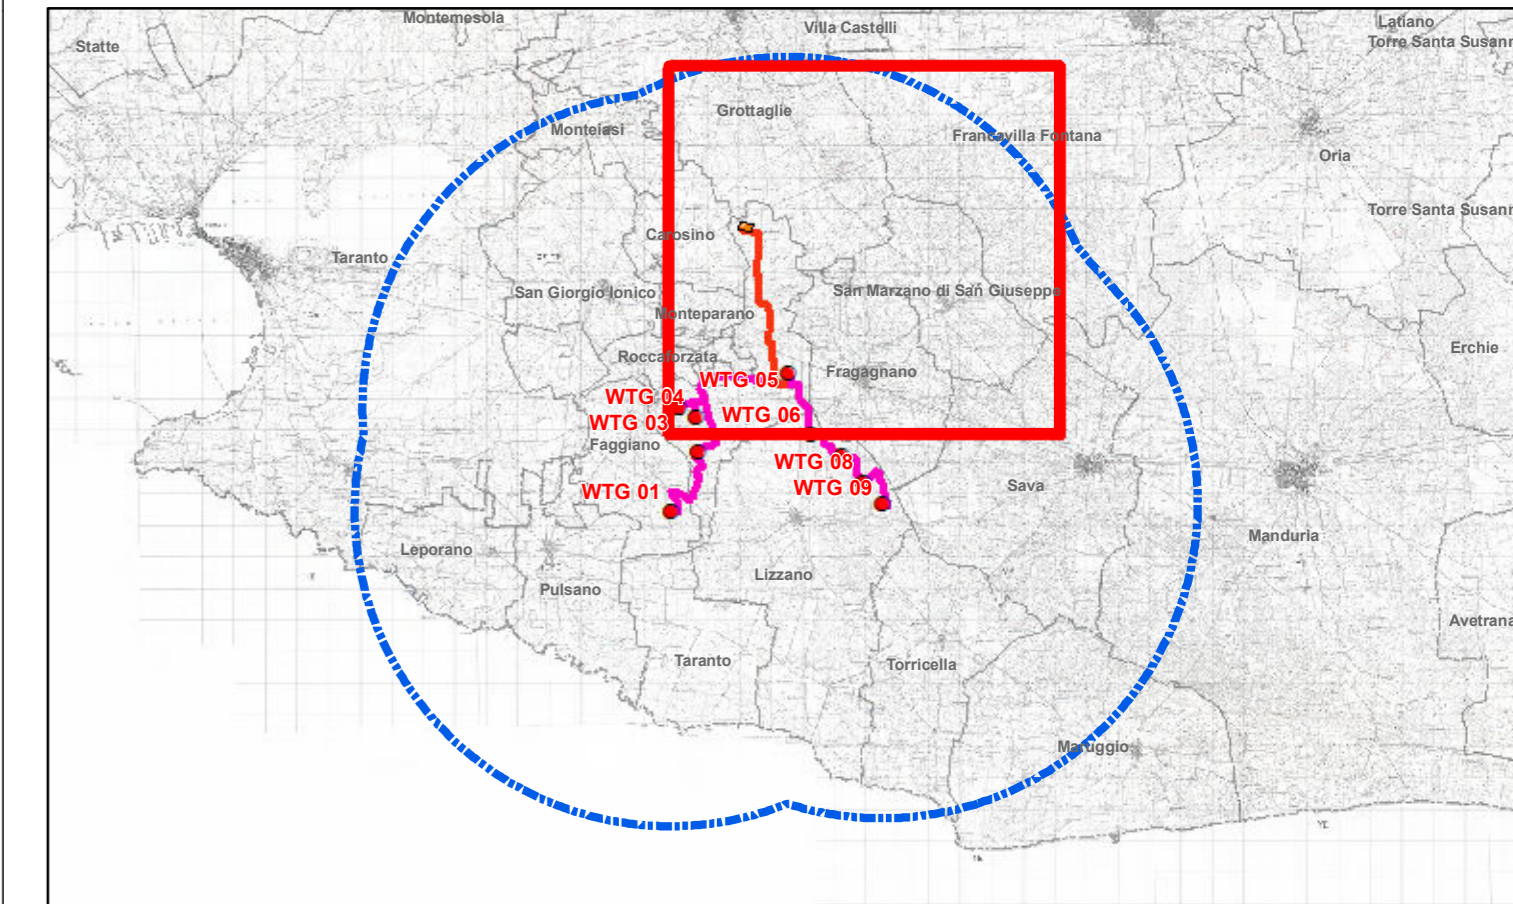 Montemesola
Latiano
Villa Castelli
Torre Santa Susann
Statte
Grottaglie
Monteiasi
Francavilla Fontana
Oria
Torre Santa Susann
Carosino
Taranto
San Giorgio Ionico
San Marzano di San Giuseppe
Monteparano
Erchie
Roccaforzata
Fragagnano
WTG 05
WTG 04
WTG 06
WTG 03
Faggiano
WTG 08
WTG 01
WTG 09
Sava
Manduria
Leporano
Lizzano
Pulsano
Avetrana
Taranto
Torricella
Maruggio